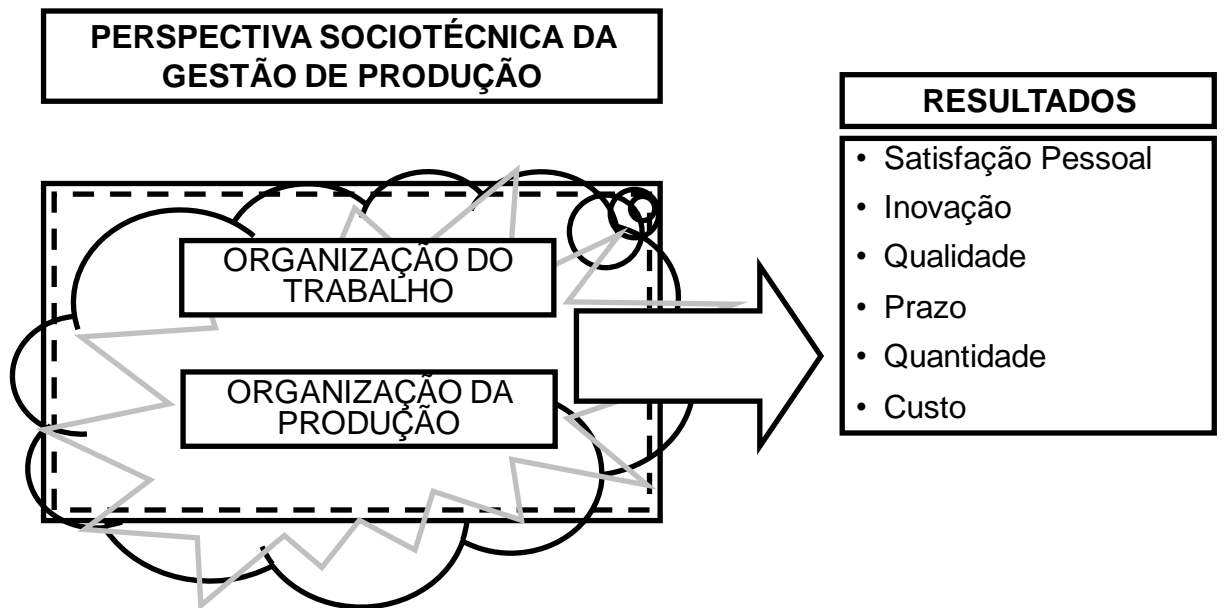 PERSPECTIVA SOCIOTÉCNICA DA
GESTÃO DE PRODUÇÃO
ORGANIZAÇÃO DO
TRABALHO
ORGANIZAÇÃO DA
PRODUÇÃO
RESULTADOS
• Satisfação Pessoal
• Inovação
• Qualidade
• Prazo
• Quantidade
• Custo